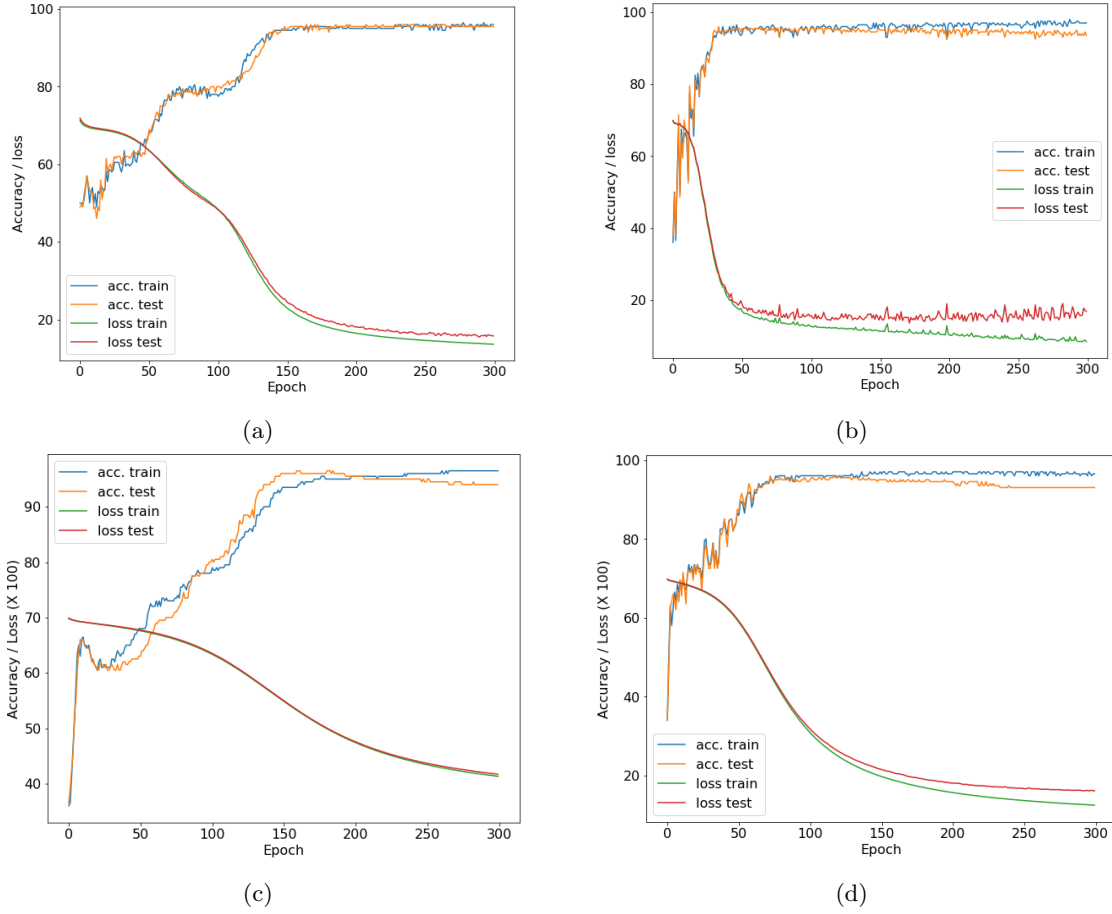 100
80
60
40
20
Accuracy / loss
acc. train
acc. test
loss train
loss test
0 50 100 150 200 250 300
Epoch
(a)
100
80
60
40
20
Accuracy / loss
acc. train
acc. test
loss train
loss test
0 50 100 150 200 250 300
Epoch
(b)
90
80
70
60
50
40
Accuracy / Loss (X 100)
acc. train
acc. test
loss train
loss test
0 50 100 150 200 250 300
Epoch
(c)
100
80
60
40
20
Accuracy / Loss (X 100)
acc. train
acc. test
loss train
loss test
0 50 100 150 200 250 300
Epoch
(d)